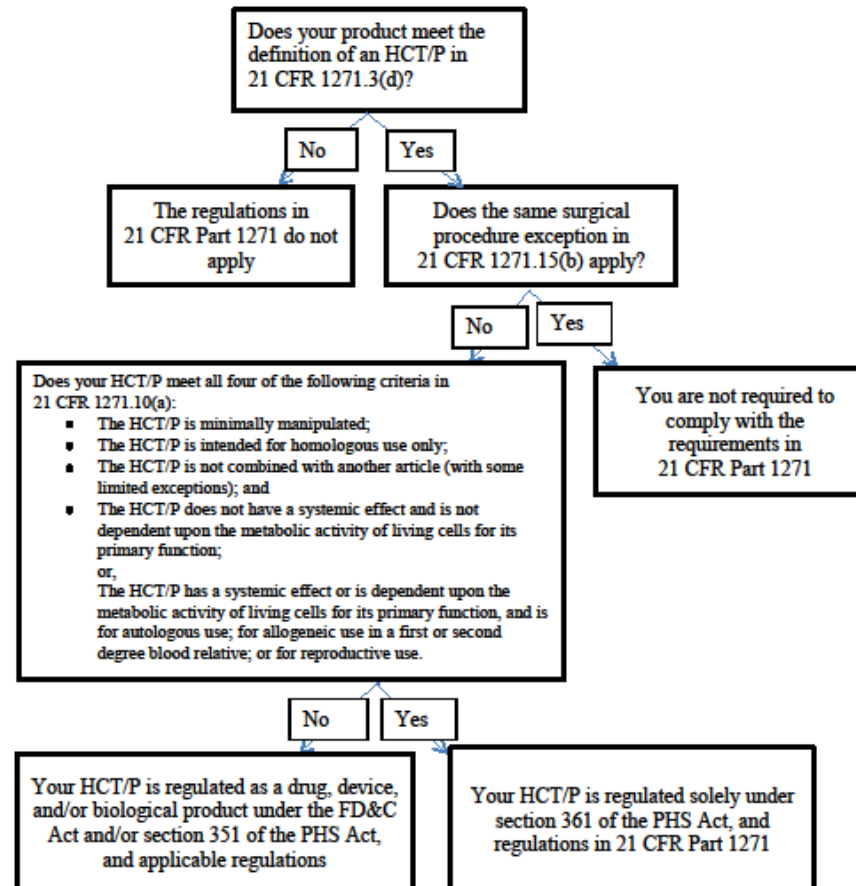 Does your product meet the
definition of an HCT/P in
21 CFR 1271.3(d)?
No
Yes
The regulations in
21 CFR Part 1271 do not
apply
Does the same surgical
procedure exception in
21 CFR 1271.15(b) apply?
No
Yes
Does your HCT/P meet all four of the following criteria in
21 CFR 1271.10(a):
The HCT/P is minimally manipulated;
The HCT/P is intended for homologous use only;
The HCT/P is not combined with another article (with some
limited exceptions); and
The HCT/P does not have a systemic effect and is not
dependent upon the metabolic activity of living cells for its
primary function;
or,
The HCT/P has a systemic effect or is dependent upon the
metabolic activity of living cells for its primary function, and is
for autologous use; for allogeneic use in a first or second
degree blood relative; or for reproductive use.
You are not required to
comply with the
requirements in
21 CFR Part 1271
No
Yes
Your HCT/P is regulated as a drug, device,
and/or biological product under the FD&C
Act and/or section 351 of the PHS Act,
and applicable regulations
Your HCT/P is regulated solely under
section 361 of the PHS Act, and
regulations in 21 CFR Part 1271